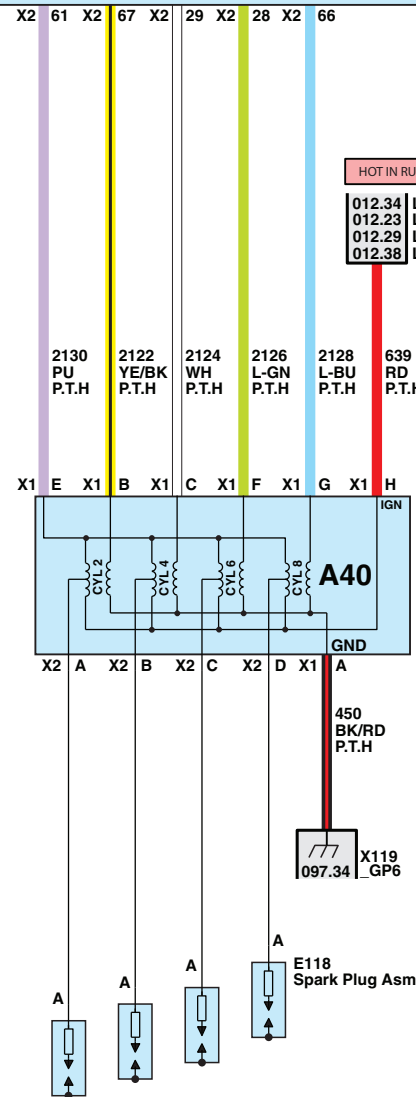 X2 61 X2 67 X2 29 X2 28 X2 66
HOT IN RU
012.34 L
012.23 L
012.29 L
012.38 L
2130 PU P.T.H
2122 YE/BK P.T.H
2124 WH P.T.H
2126 L-GN P.T.H
2128 L-BU P.T.H
639 RD P.T.H
X1 E X1 B X1 C X1 F X1 G X1 H
IGN
CYL 2 CYL 4 CYL 6 CYL 8 A40
GND
X2 A X2 B X2 C X2 D X1 A
450
BK/RD
P.T.H
X119
097.34 _GP6
A
E118
A
Spark Plug Asm
A
A